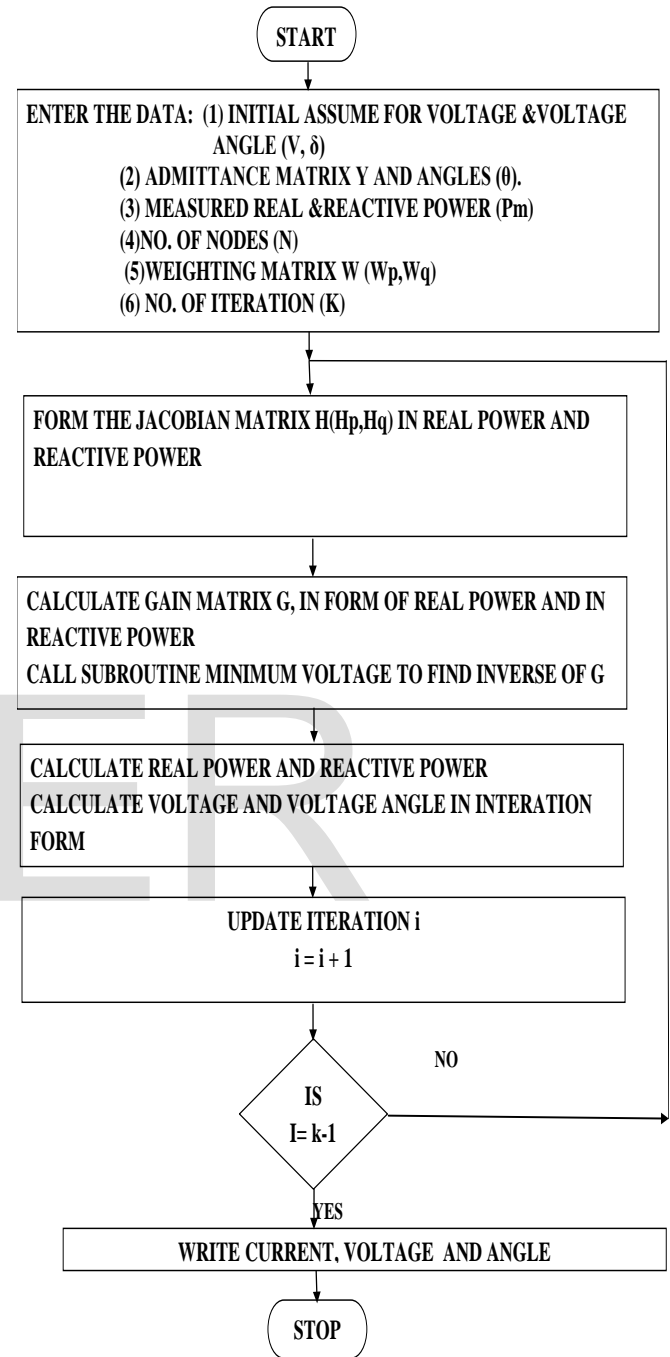 START
ENTER THE DATA: (1) INITIAL ASSUME FOR VOLTAGE &VOLTAGE
ANGLE (V, δ)
(2) ADMITTANCE MATRIX Y AND ANGLES (θ).
(3) MEASURED REAL &REACTIVE POWER (Pm)
(4)NO. OF NODES (N)
(5)WEIGHTING MATRIX W (Wp,Wq)
(6) NO. OF ITERATION (K)
FORM THE JACOBIAN MATRIX H(Hp,Hq) IN REAL POWER AND
REACTIVE POWER
CALCULATE GAIN MATRIX G, IN FORM OF REAL POWER AND IN
REACTIVE POWER
CALL SUBROUTINE MINIMUM VOLTAGE TO FIND INVERSE OF G
CALCULATE REAL POWER AND REACTIVE POWER
CALCULATE VOLTAGE AND VOLTAGE ANGLE IN INTERATION
FORM
ER
UPDATE ITERATION i
i = i + 1
NO
IS
I= k-1
YES
WRITE CURRENT, VOLTAGE AND ANGLE
STOP